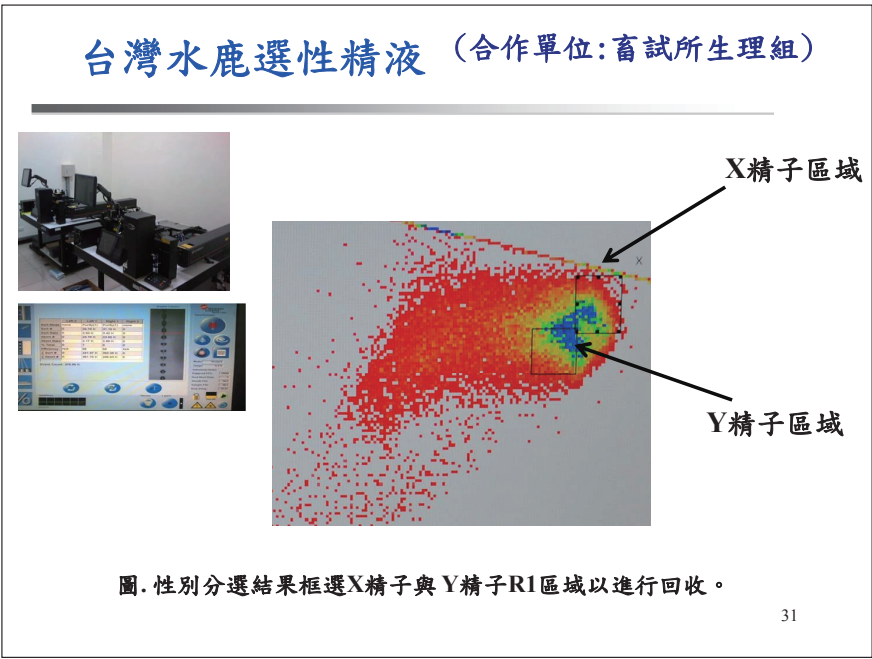 台灣水鹿選性精液 （合作單位:畜試所生理組）
X精子區域
X
Y精子區域
圖. 性別分選結果框選X精子與 Y精子R1區域以進行回收。
31